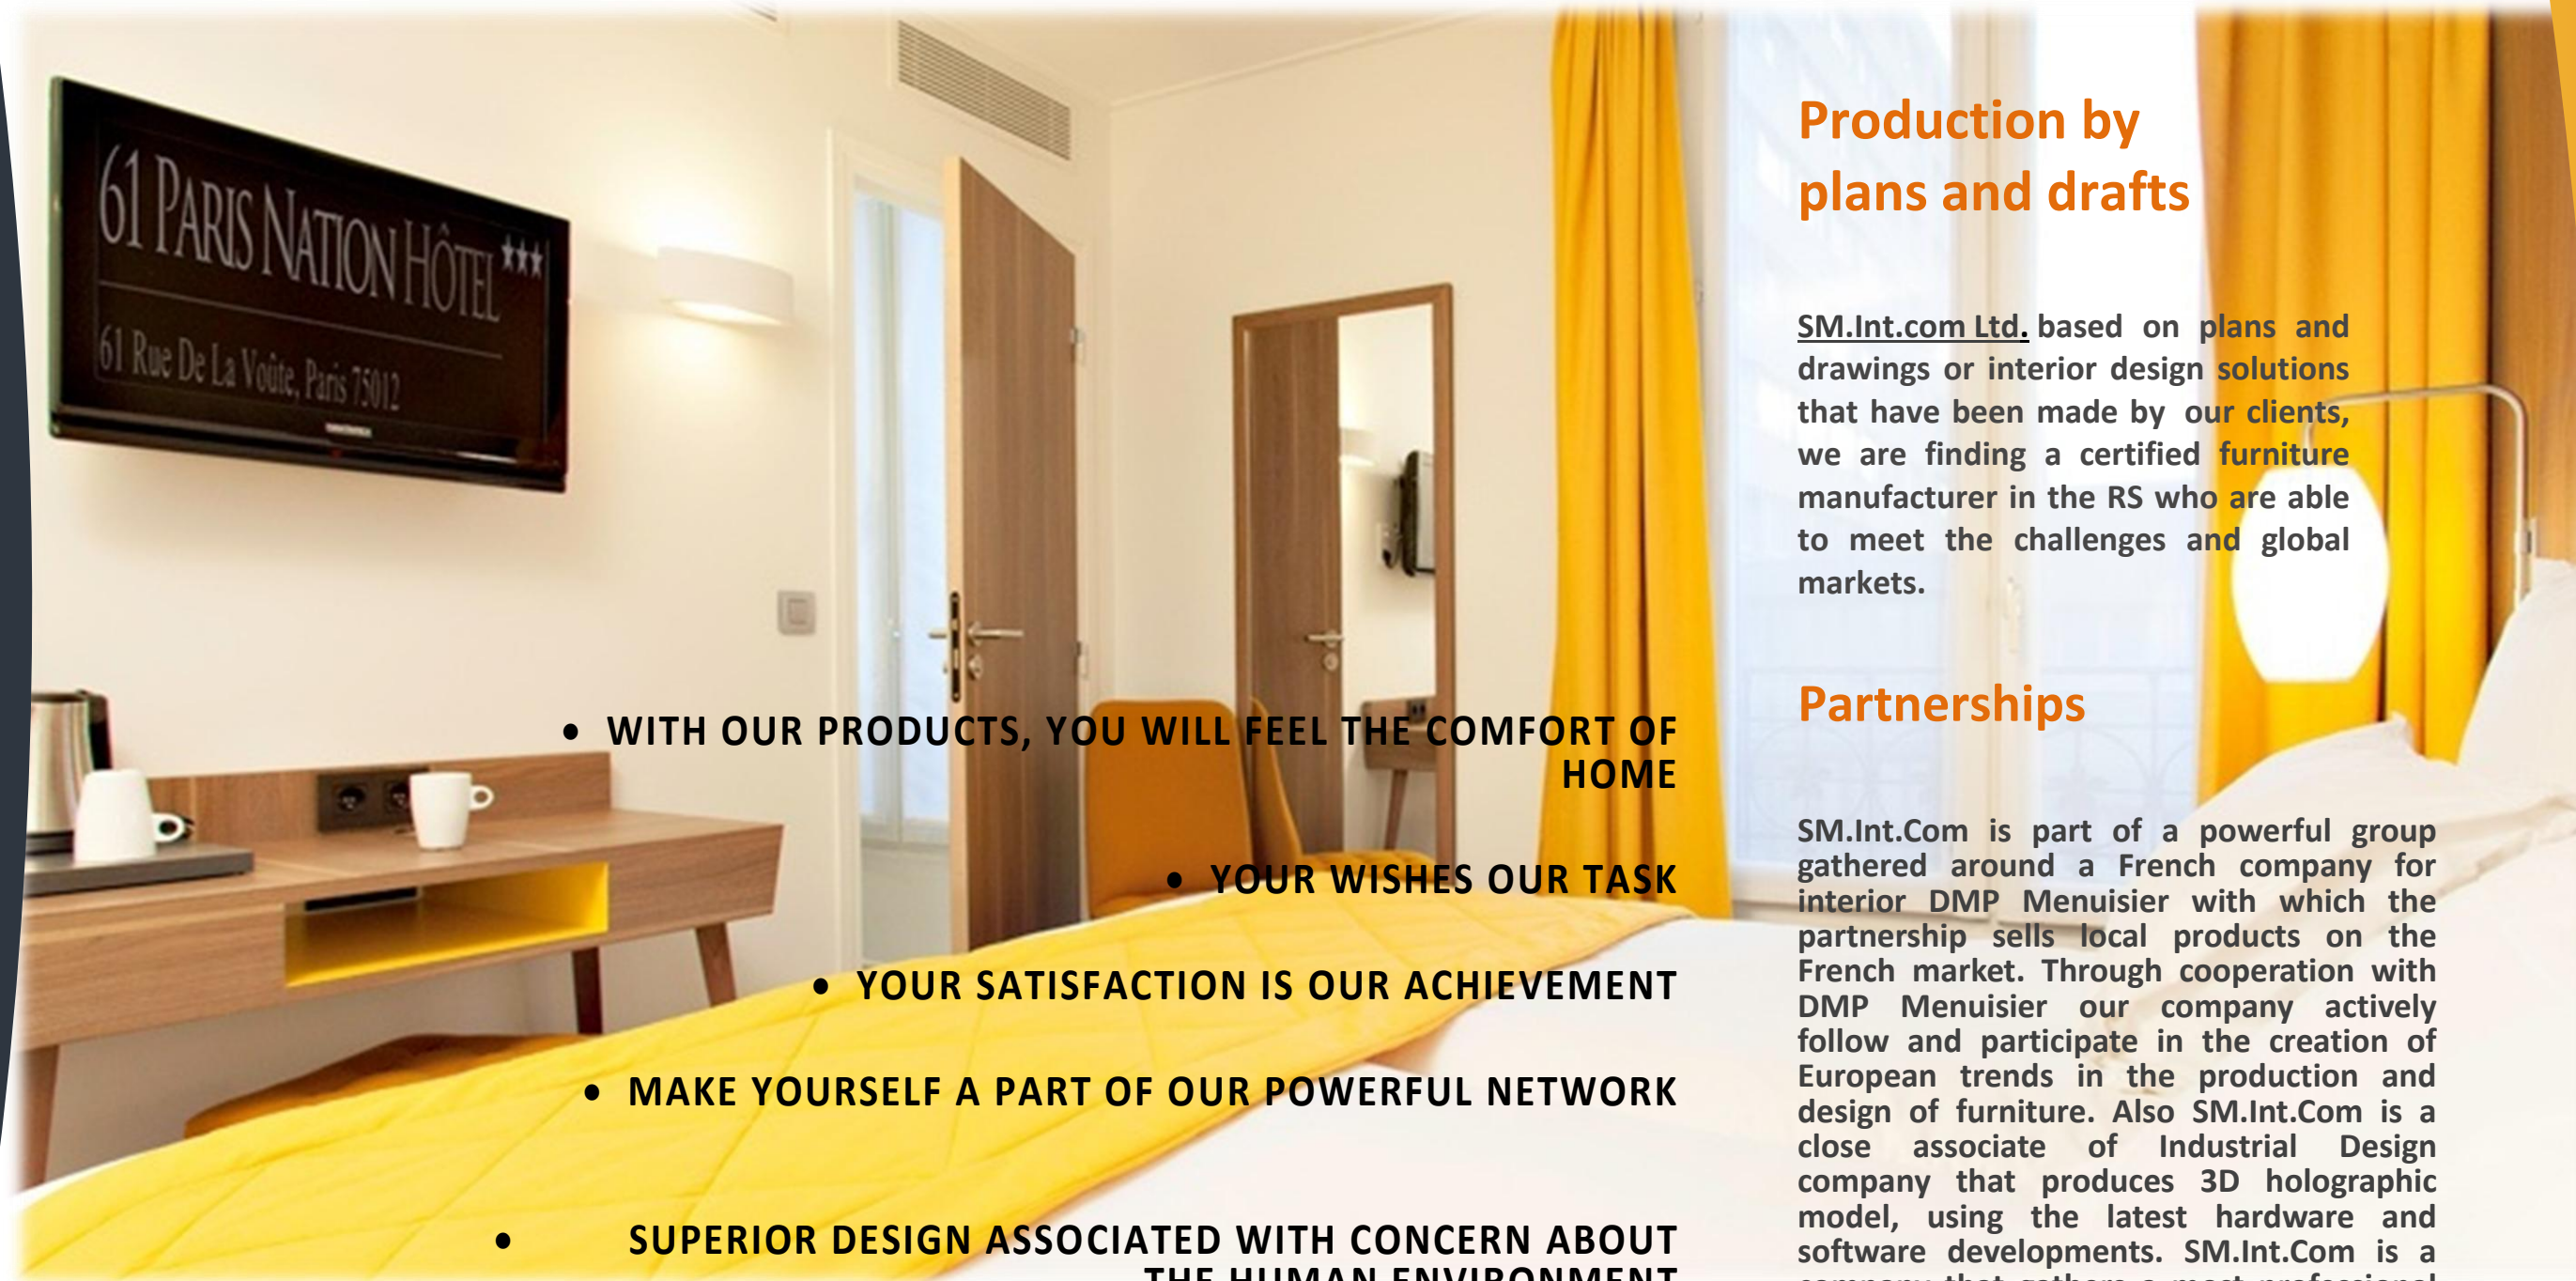 61 PARIS NATION HÔTEL ***
61 Rue De La Voûte, Paris 75012
• WITH OUR PRODUCTS, YOU WILL FEEL THE COMFORT OF
HOME
• YOUR WISHES OUR TASK
• YOUR SATISFACTION IS OUR ACHIEVEMENT
• MAKE YOURSELF A PART OF OUR POWERFUL NETWORK
• SUPERIOR DESIGN ASSOCIATED WITH CONCERN ABOUT
THE HUMAN ENVIRONMENT
Production by
plans and drafts
SM.Int.com Ltd. based on plans and
drawings or interior design solutions
that have been made by our clients,
we are finding a certified furniture
manufacturer in the RS who are able
to meet the challenges and global
markets.
Partnerships
SM.Int.Com is part of a powerful group
gathered around a French company for
interior DMP Menuisier with which the
partnership sells local products on the
French market. Through cooperation with
DMP Menuisier our company actively
follow and participate in the creation of
European trends in the production and
design of furniture. Also SM.Int.Com is a
close associate of Industrial Design
company that produces 3D holographic
model, using the latest hardware and
software developments. SM.Int.Com is a
company that gathers a most professional